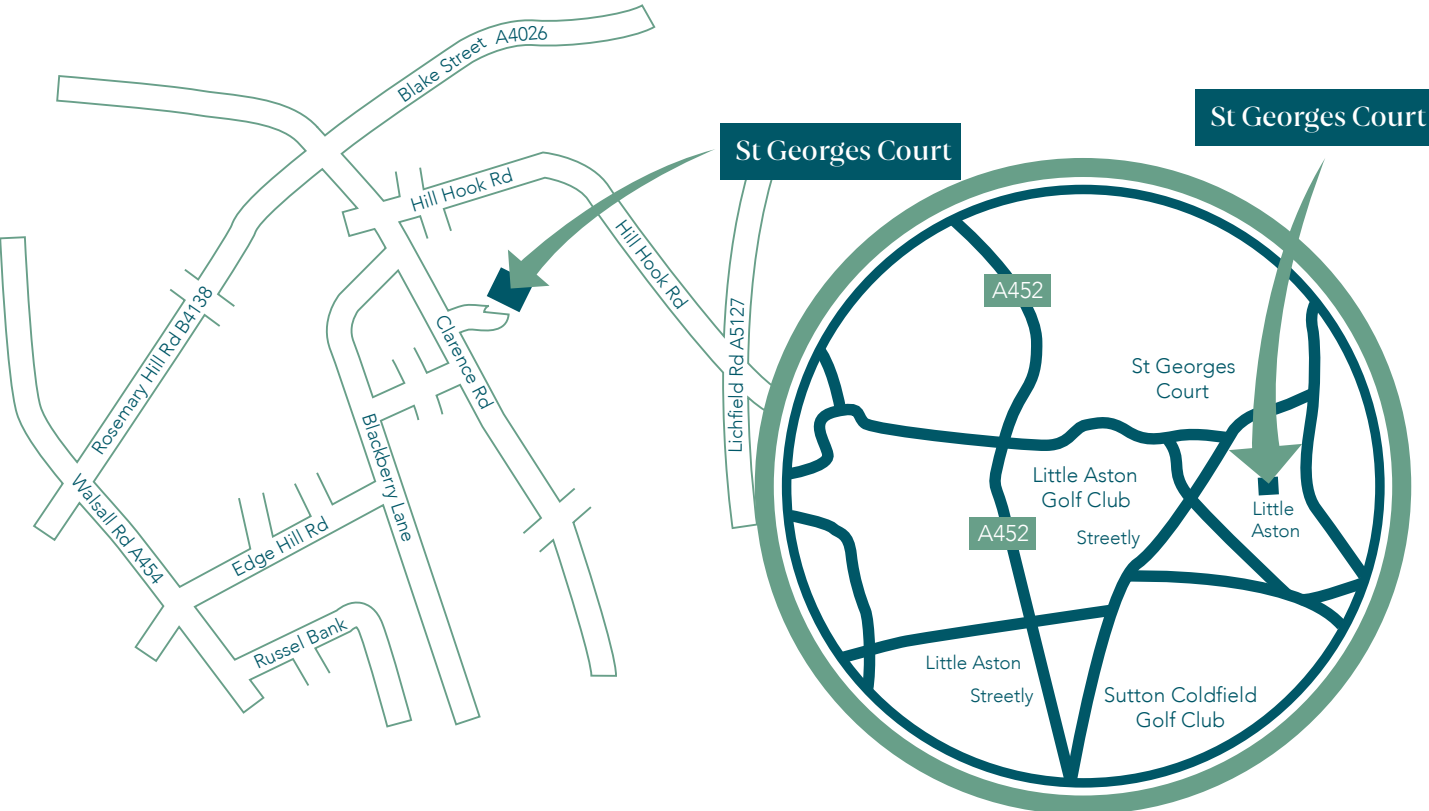 Blake Street A4026
St Georges Court
Hill Hook Rd
Hill Hook Rd
Rosemary Hill Rd B4138
Clarence Rd
Lichfield Rd A5127
Blackberry Lane
Walsall Rd A454
Edge Hill Rd
Russel Bank
St Georges Court
A452
St Georges
Court
Little Aston
Golf Club
A452
Streetly
Little
Aston
Little Aston
Streetly
Sutton Coldfield
Golf Club